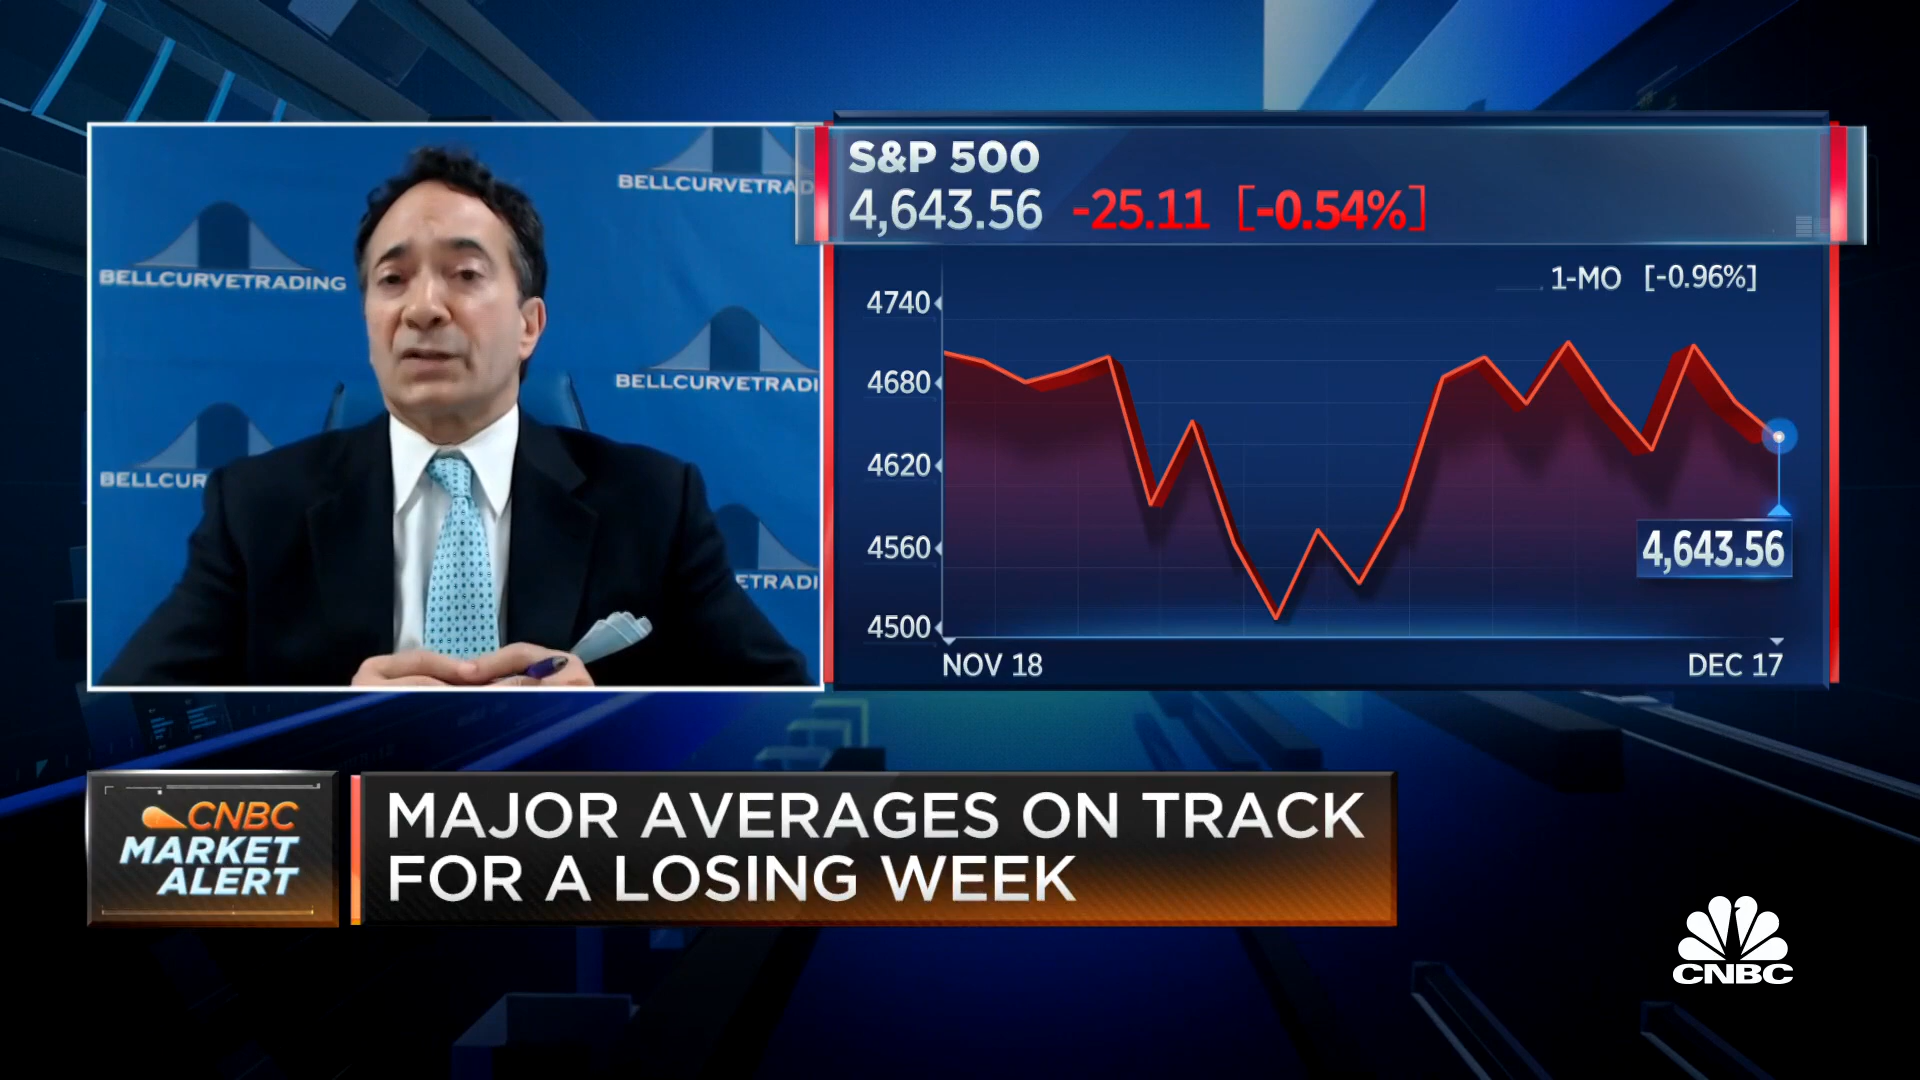 BELLCURVETRAD
BELLCURVETRADING
BELLCURVETRADI
BELLCUR
ETRADI
S&P 500
4,643.56 -25.11 [-0.54%]
1-MO [-0.96%]
4740
4680
4620
4560
4500
4,643.56
NOV 18
DEC 17
CNBC
MARKET
ALERT
MAJOR AVERAGES ON TRACK
FOR A LOSING WEEK
CNBC